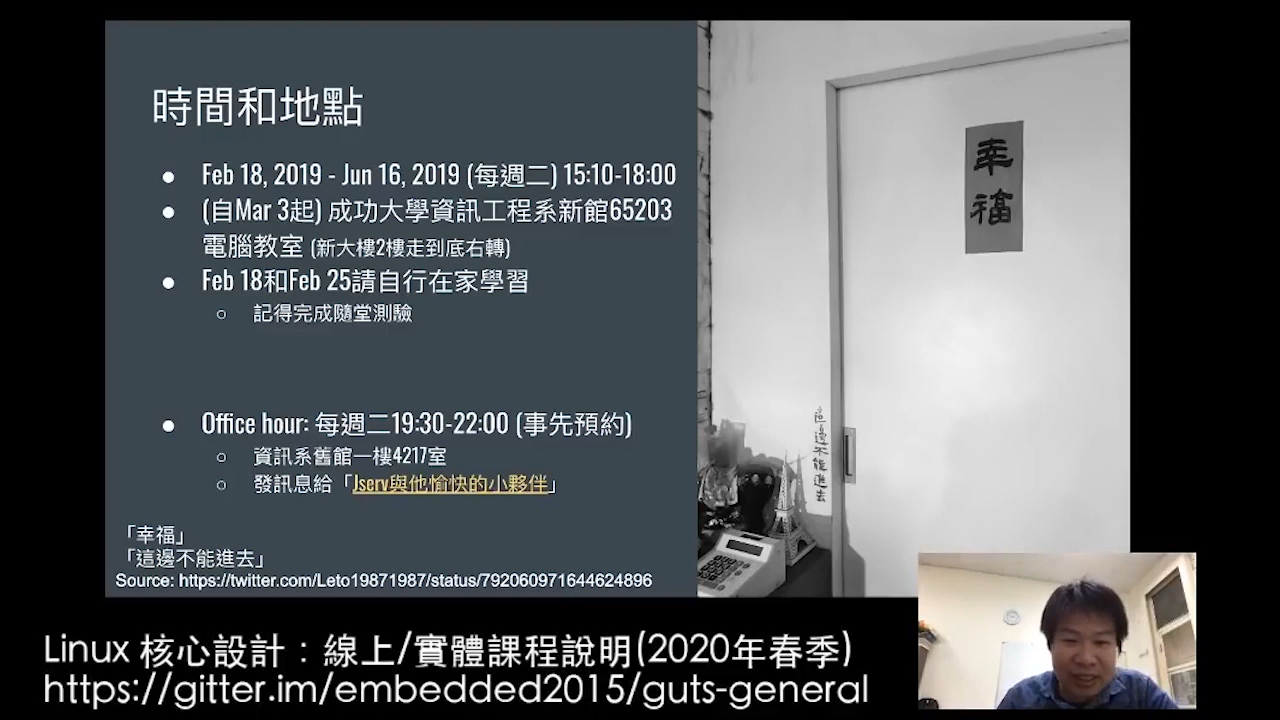 時間和地點
Feb 18, 2019 - Jun 16, 2019 (每週二) 15:10-18:00
(自Mar 3起) 成功大學資訊工程系新館65203
電腦教室 (新大樓2樓走到底右轉)
Feb 18和Feb 25請自行在家學習
記得完成隨堂測驗
Office hour: 每週二19:30-22:00 (事先預約)
資訊系舊館一樓4217室
發訊息給「Jserv與他愉快的小夥伴」
「幸福」
「這邊不能進去」
Source: https://twitter.com/Leto19871987/status/792060971644624896
幸福
這邊不能進去
Linux 核心設計：線上/實體課程說明(2020年春季)
https://gitter.im/embedded2015/guts-general